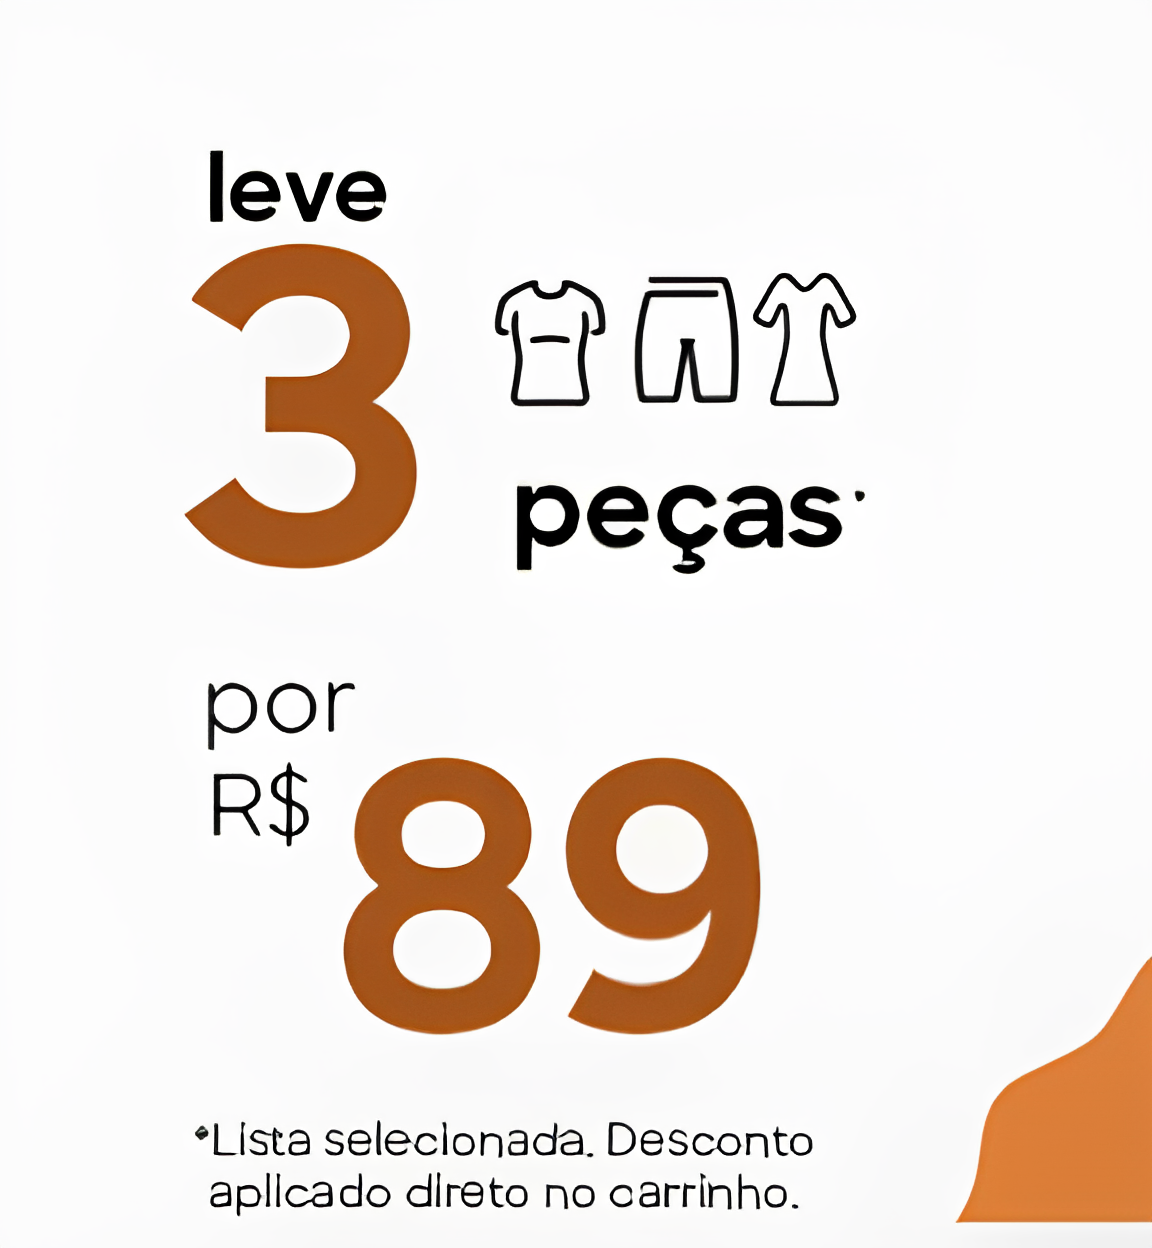 leve
3
peças*
por
R$ 89
*Lista selecionada. Desconto
aplicado direto no carrinho.